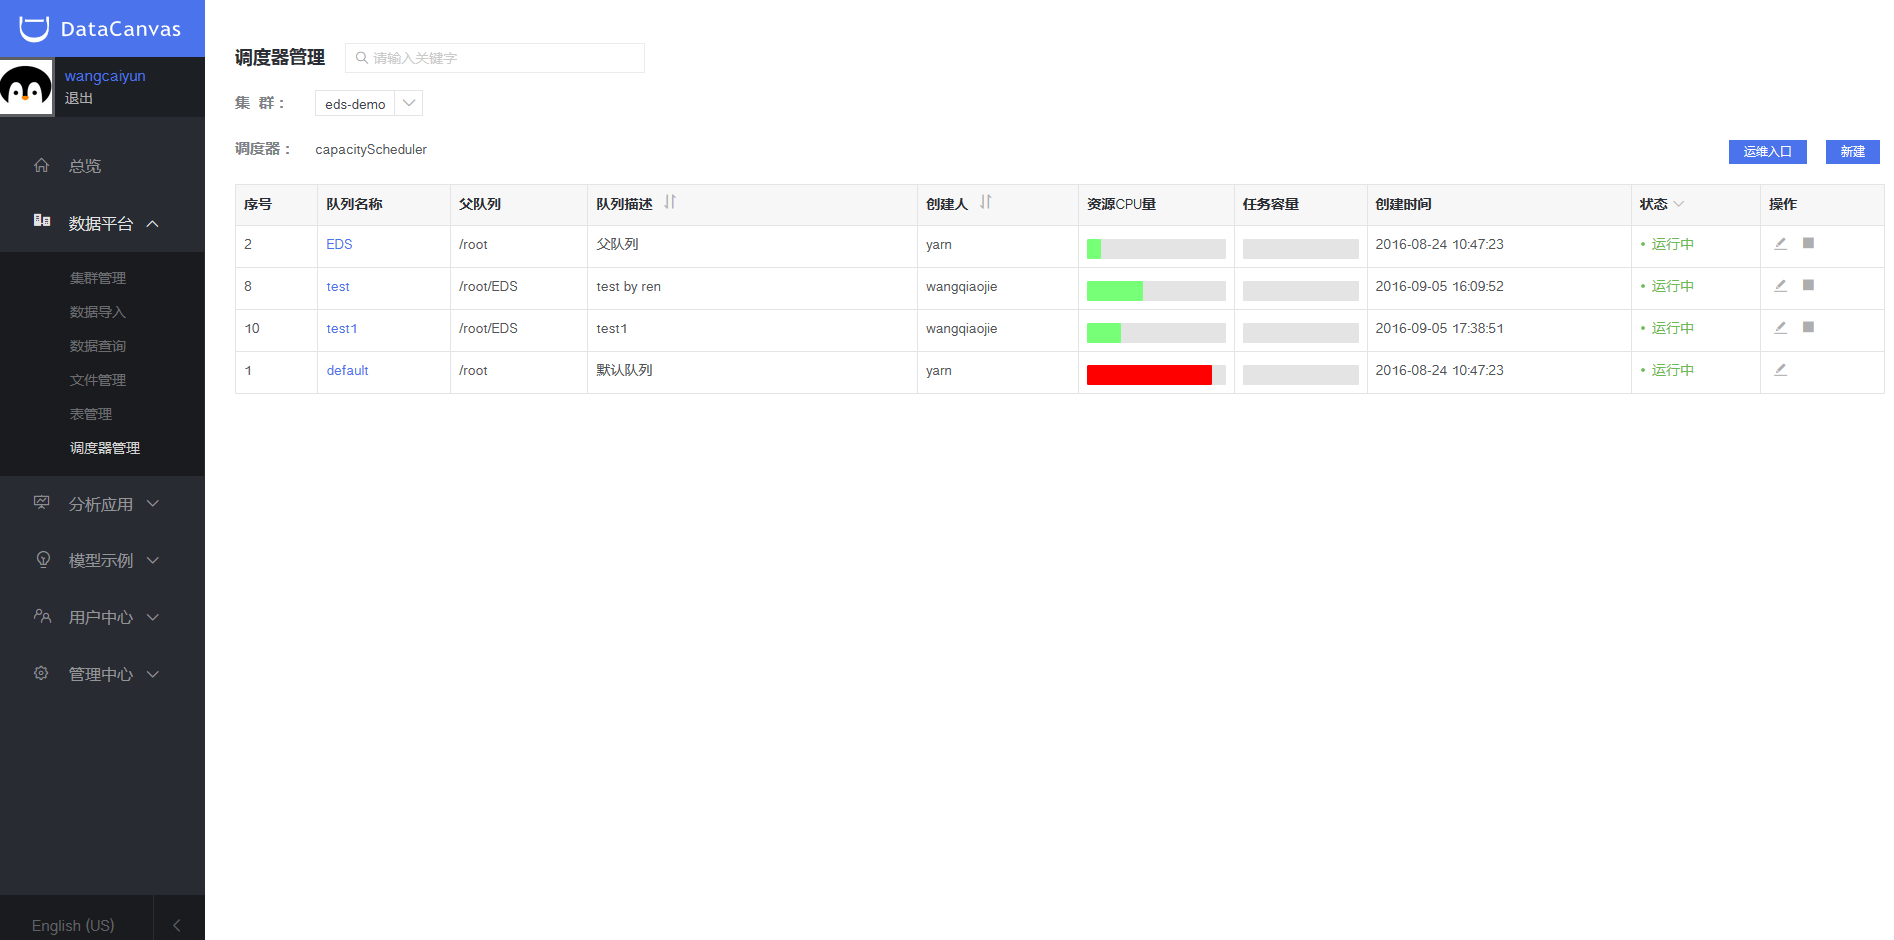 DataCanvas
wangcaiyun
退出
总览
数据平台
集群管理
数据导入
数据查询
文件管理
表管理
调度器管理
分析应用
模型示例
用户中心
管理中心
English (US)
调度器管理 请输入关键字
集 群： eds-demo
调度器： capacityScheduler
运维入口 新建
序号 队列名称 父队列 队列描述 创建人 资源CPU量 任务容量 创建时间 状态 操作
2 EDS /root 父队列 yarn 2016-08-24 10:47:23 • 运行中
8 test /root/EDS test by ren wangqiaojie 2016-09-05 16:09:52 • 运行中
10 test1 /root/EDS test1 wangqiaojie 2016-09-05 17:38:51 • 运行中
1 default /root 默认队列 yarn 2016-08-24 10:47:23 • 运行中